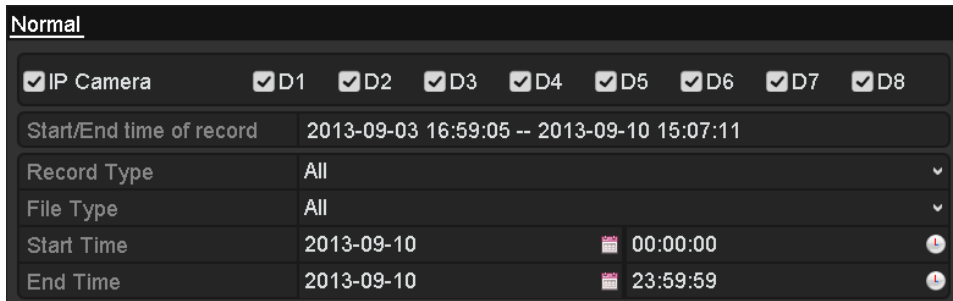 Normal
IP Camera D1 D2 D3 D4 D5 D6 D7 D8
Start/End time of record 2013-09-03 16:59:05 -- 2013-09-10 15:07:11
Record Type All
File Type All
Start Time 2013-09-10 00:00:00
End Time 2013-09-10 23:59:59